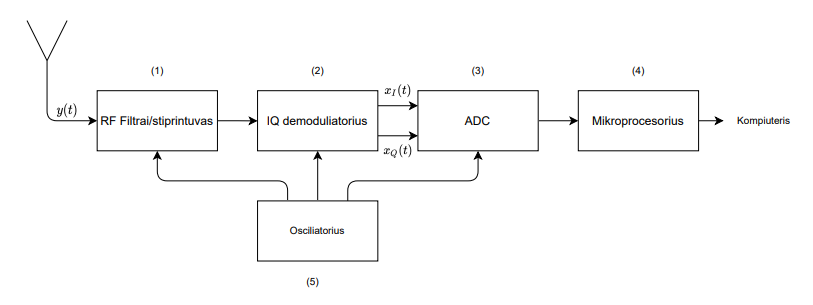 (1)
(2)
(3)
(4)
y(t)
RF Filtrai/stiprintuvas
IQ demoduliatorius
x_I(t)
x_Q(t)
ADC
Mikroprocesorius
Kompiuteris
Osciliatorius
(5)